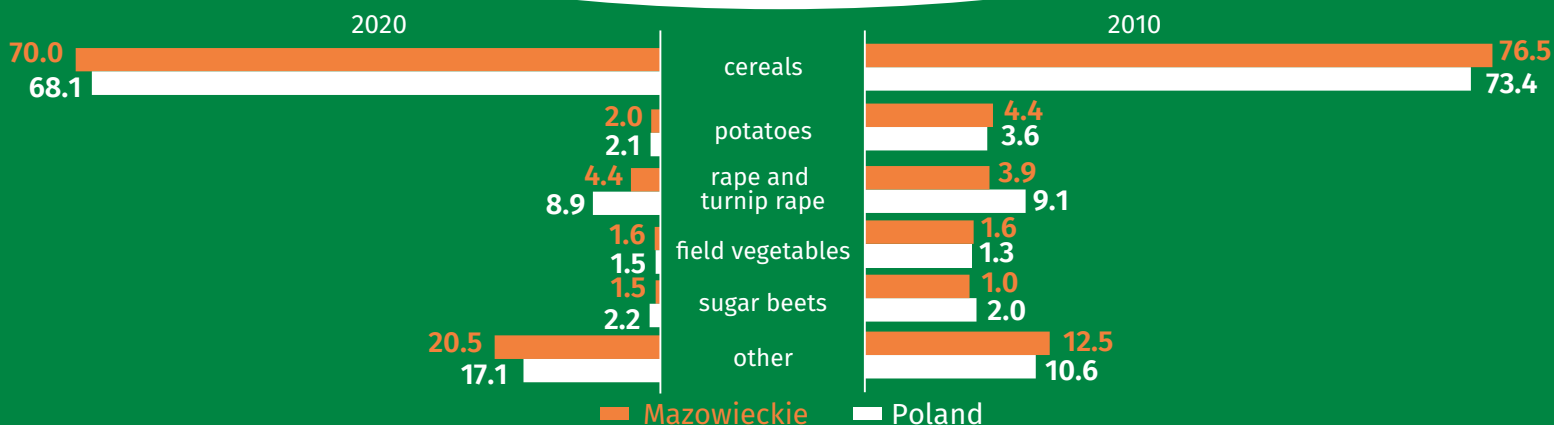 2020
2010
70.0
68.1
cereals
76.5
73.4
2.0
2.1
potatoes
4.4
3.6
4.4
8.9
rape and
turnip rape
3.9
9.1
1.6
1.5
field vegetables
1.6
1.3
1.5
2.2
sugar beets
1.0
2.0
20.5
17.1
other
12.5
10.6
Mazowieckie
Poland